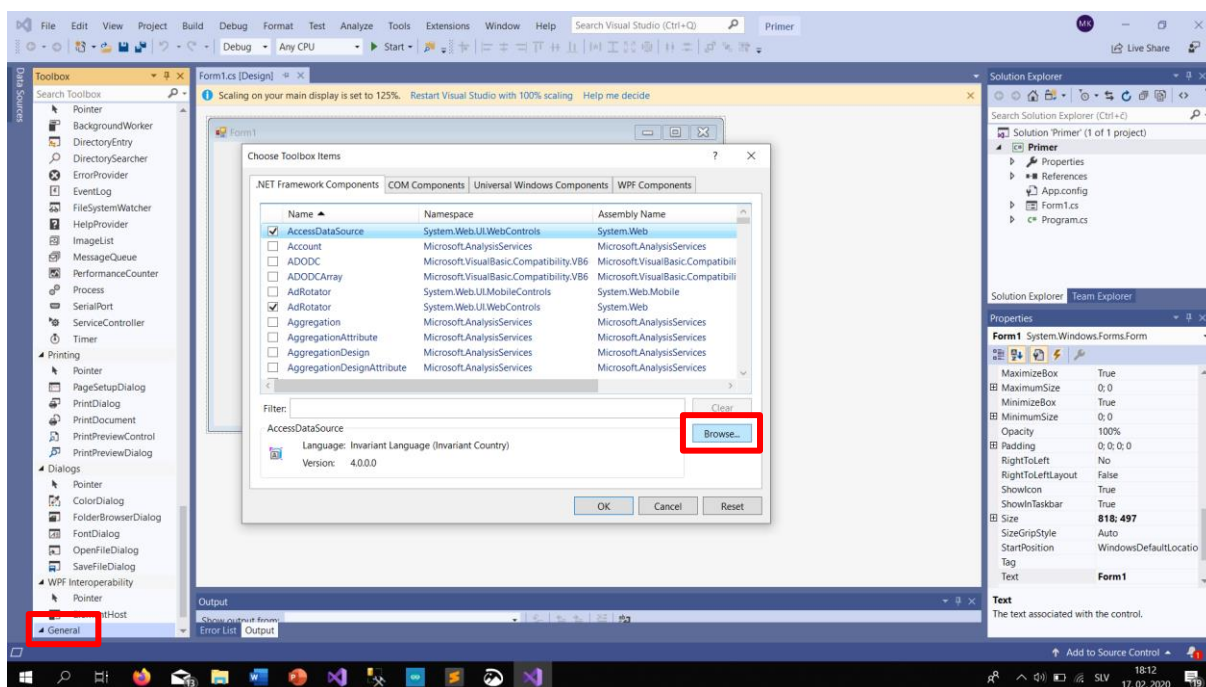 File Edit View Project Build Debug Format Test Analyze Tools Extensions Window Help Search Visual Studio (Ctrl+Q) Primer MK
Debug Any CPU Start Live Share
Data Sources
Toolbox
Search Toolbox
Pointer
BackgroundWorker
DirectoryEntry
DirectorySearcher
ErrorProvider
EventLog
FileSystemWatcher
HelpProvider
ImageList
MessageQueue
PerformanceCounter
Process
SerialPort
ServiceController
Timer
Printing
Pointer
PageSetupDialog
PrintDialog
PrintDocument
PrintPreviewControl
PrintPreviewDialog
Dialogs
Pointer
ColorDialog
FolderBrowserDialog
FontDialog
OpenFileDialog
SaveFileDialog
WPF Interoperability
Pointer
General
Form1.cs [Design]
Scaling on your main display is set to 125%. Restart Visual Studio with 100% scaling Help me decide
Form1
Choose Toolbox Items ?
.NET Framework Components COM Components Universal Windows Components WPF Components
Name Namespace Assembly Name
AccessDataSource System.Web.UI.WebControls System.Web
Account Microsoft.AnalysisServices Microsoft.AnalysisServices
ADODC Microsoft.VisualBasic.Compatibility.VB6 Microsoft.VisualBasic.Compatibili
ADODCArray Microsoft.VisualBasic.Compatibility.VB6 Microsoft.VisualBasic.Compatibili
AdRotator System.Web.UI.MobileControls System.Web.Mobile
AdRotator System.Web.UI.WebControls System.Web
Aggregation Microsoft.AnalysisServices Microsoft.AnalysisServices
AggregationAttribute Microsoft.AnalysisServices Microsoft.AnalysisServices
AggregationDesign Microsoft.AnalysisServices Microsoft.AnalysisServices
AggregationDesignAttribute Microsoft.AnalysisServices Microsoft.AnalysisServices
Filter: Clear
AccessDataSource
Browse...
Language: Invariant Language (Invariant Country)
Version: 4.0.0.0
OK Cancel Reset
Output
Show output from:
Error List Output
Solution Explorer
Search Solution Explorer (Ctrl+č)
Solution 'Primer' (1 of 1 project)
Primer
Properties
References
App.config
Form1.cs
Program.cs
Solution Explorer Team Explorer
Properties
Form1 System.Windows.Forms.Form
MaximizeBox True
MaximumSize 0; 0
MinimizeBox True
MinimumSize 0; 0
Opacity 100%
Padding 0; 0; 0; 0
RightToLeft No
RightToLeftLayout False
ShowIcon True
ShowInTaskbar True
Size 818; 497
SizeGripStyle Auto
StartPosition WindowsDefaultLocatio
Tag
Text Form1
Text
The text associated with the control.
Add to Source Control
SLV
18:12
17. 02. 2020